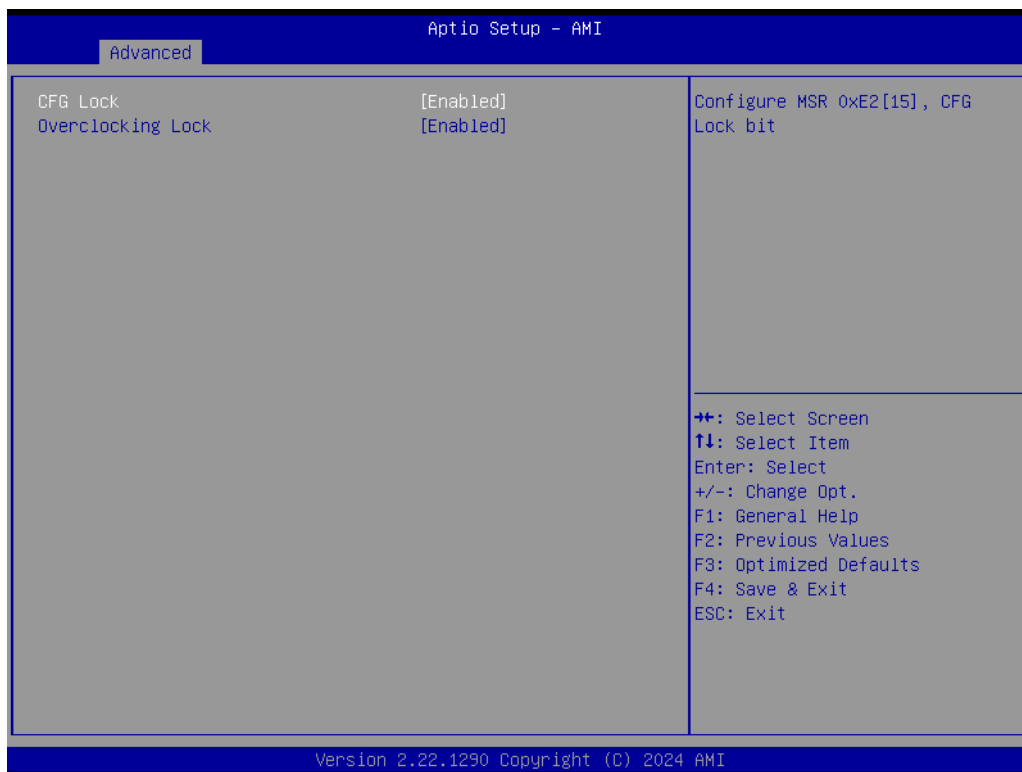 Aptio Setup – AMI
Advanced
CFG Lock [Enabled]
Overclocking Lock [Enabled]
Configure MSR 0xE2[15], CFG
Lock bit
→←: Select Screen
↑↓: Select Item
Enter: Select
+/-: Change Opt.
F1: General Help
F2: Previous Values
F3: Optimized Defaults
F4: Save & Exit
ESC: Exit
Version 2.22.1290 Copyright (C) 2024 AMI